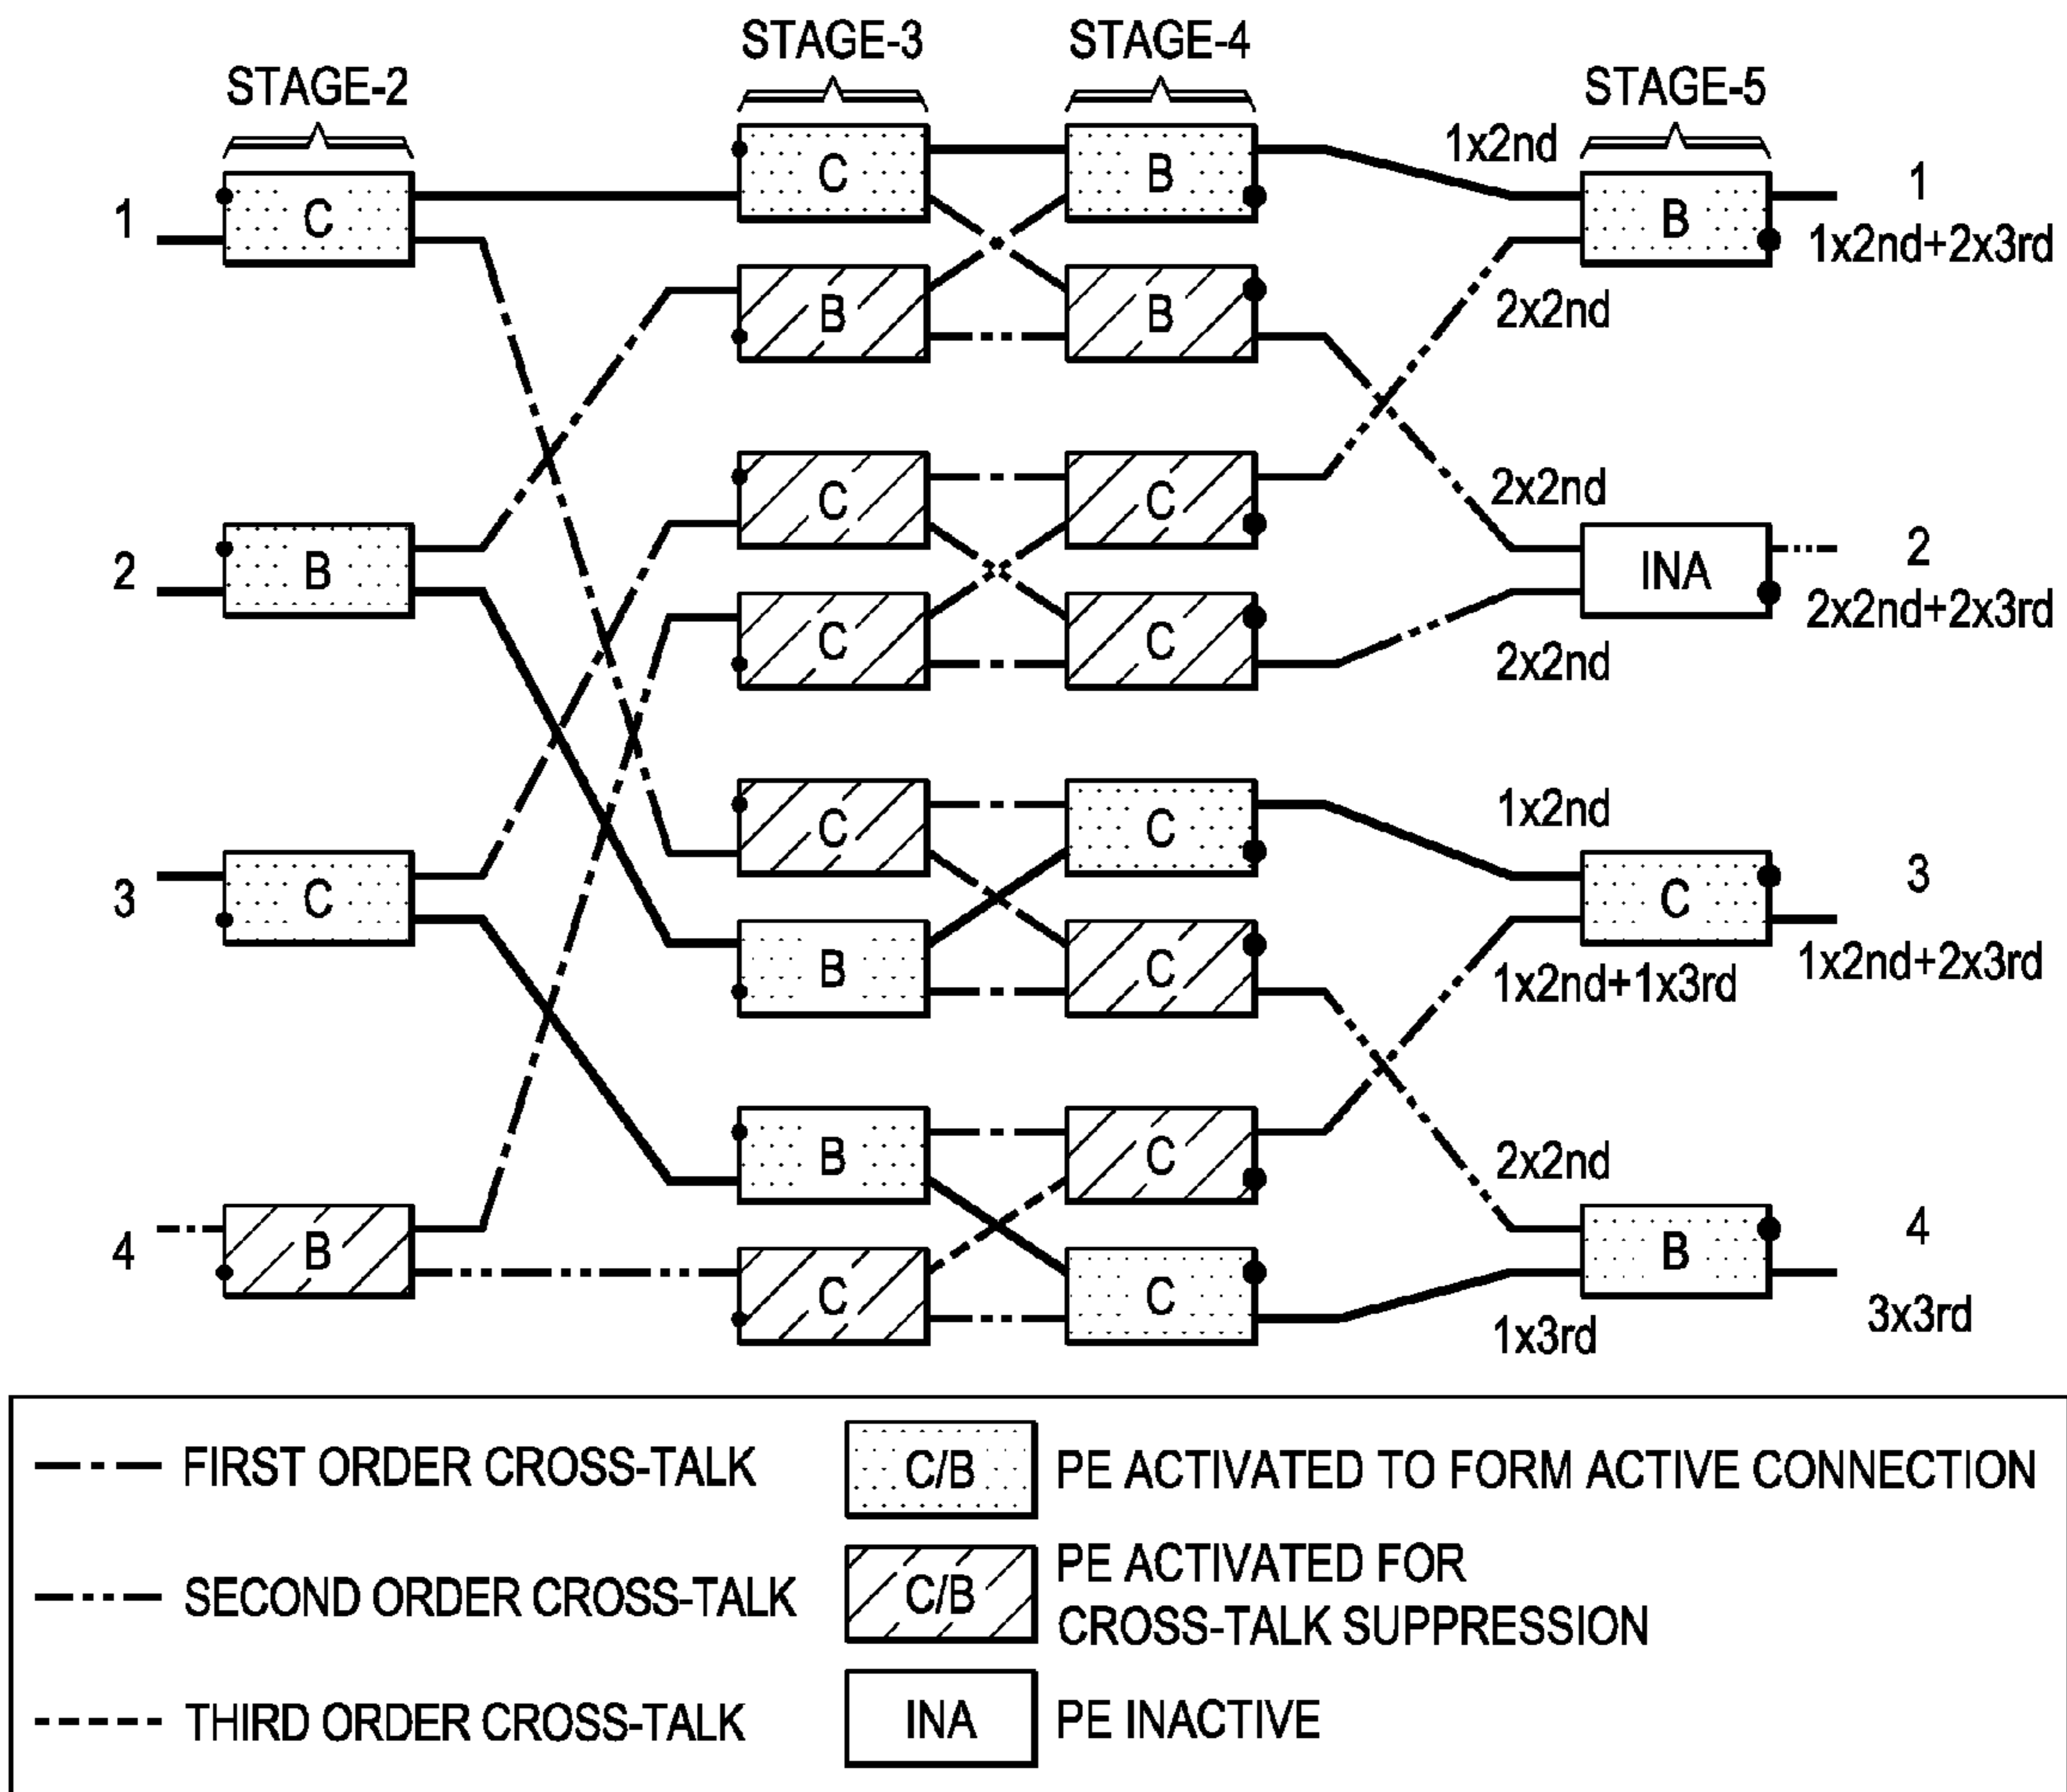 STAGE-3 STAGE-4
STAGE-2 STAGE-5
C B 1x2nd 1
1 C B 1x2nd+2x3rd
B B 2x2nd
C C 2x2nd 2
2 B INA 2x2nd+2x3rd
C C 2x2nd
C C 1x2nd 3
3 C C 1x2nd+2x3rd
B C 1x2nd+1x3rd
B C 2x2nd 4
4 B B
C C 1x3rd 3x3rd
FIRST ORDER CROSS-TALK C/B PE ACTIVATED TO FORM ACTIVE CONNECTION
SECOND ORDER CROSS-TALK C/B PE ACTIVATED FOR
CROSS-TALK SUPPRESSION
THIRD ORDER CROSS-TALK INA PE INACTIVE